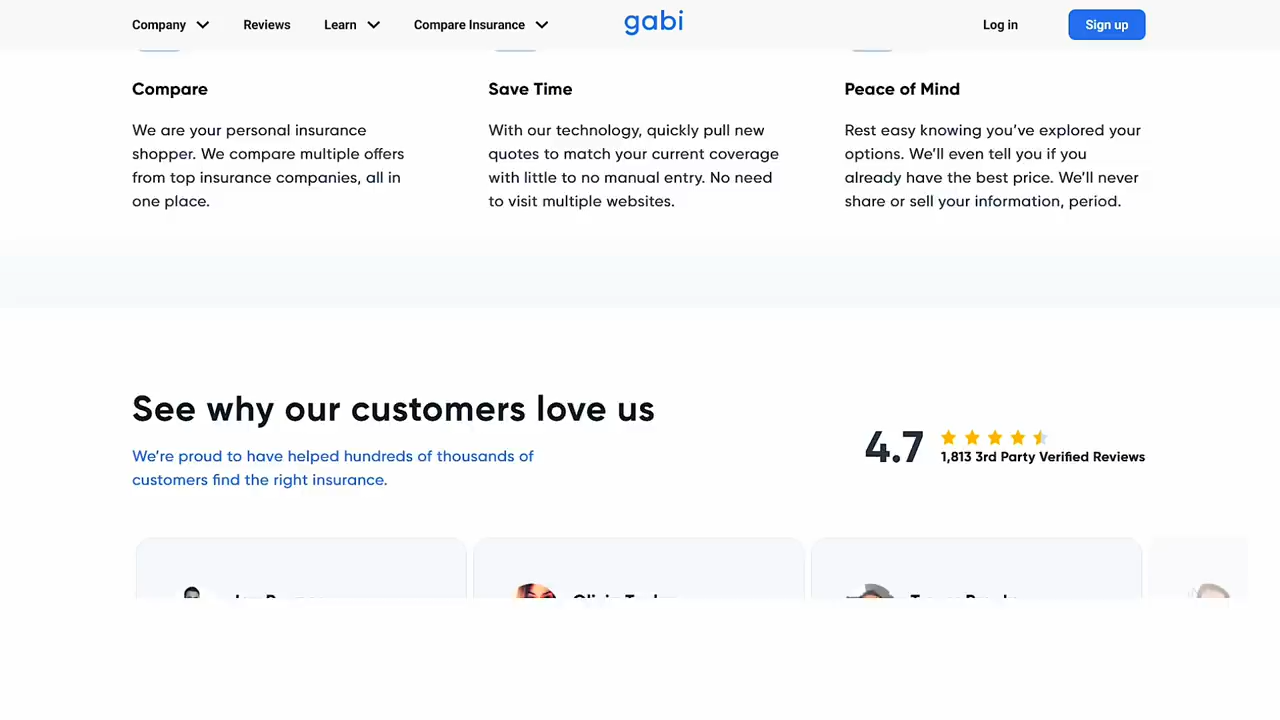 Company
Reviews
Learn
Compare Insurance
gabi
Log in
Sign up
Compare
We are your personal insurance
shopper. We compare multiple offers
from top insurance companies, all in
one place.
Save Time
With our technology, quickly pull new
quotes to match your current coverage
with little to no manual entry. No need
to visit multiple websites.
Peace of Mind
Rest easy knowing you’ve explored your
options. We’ll even tell you if you
already have the best price. We’ll never
share or sell your information, period.
See why our customers love us
We’re proud to have helped hundreds of thousands of
customers find the right insurance.
4.7
1,813 3rd Party Verified Reviews